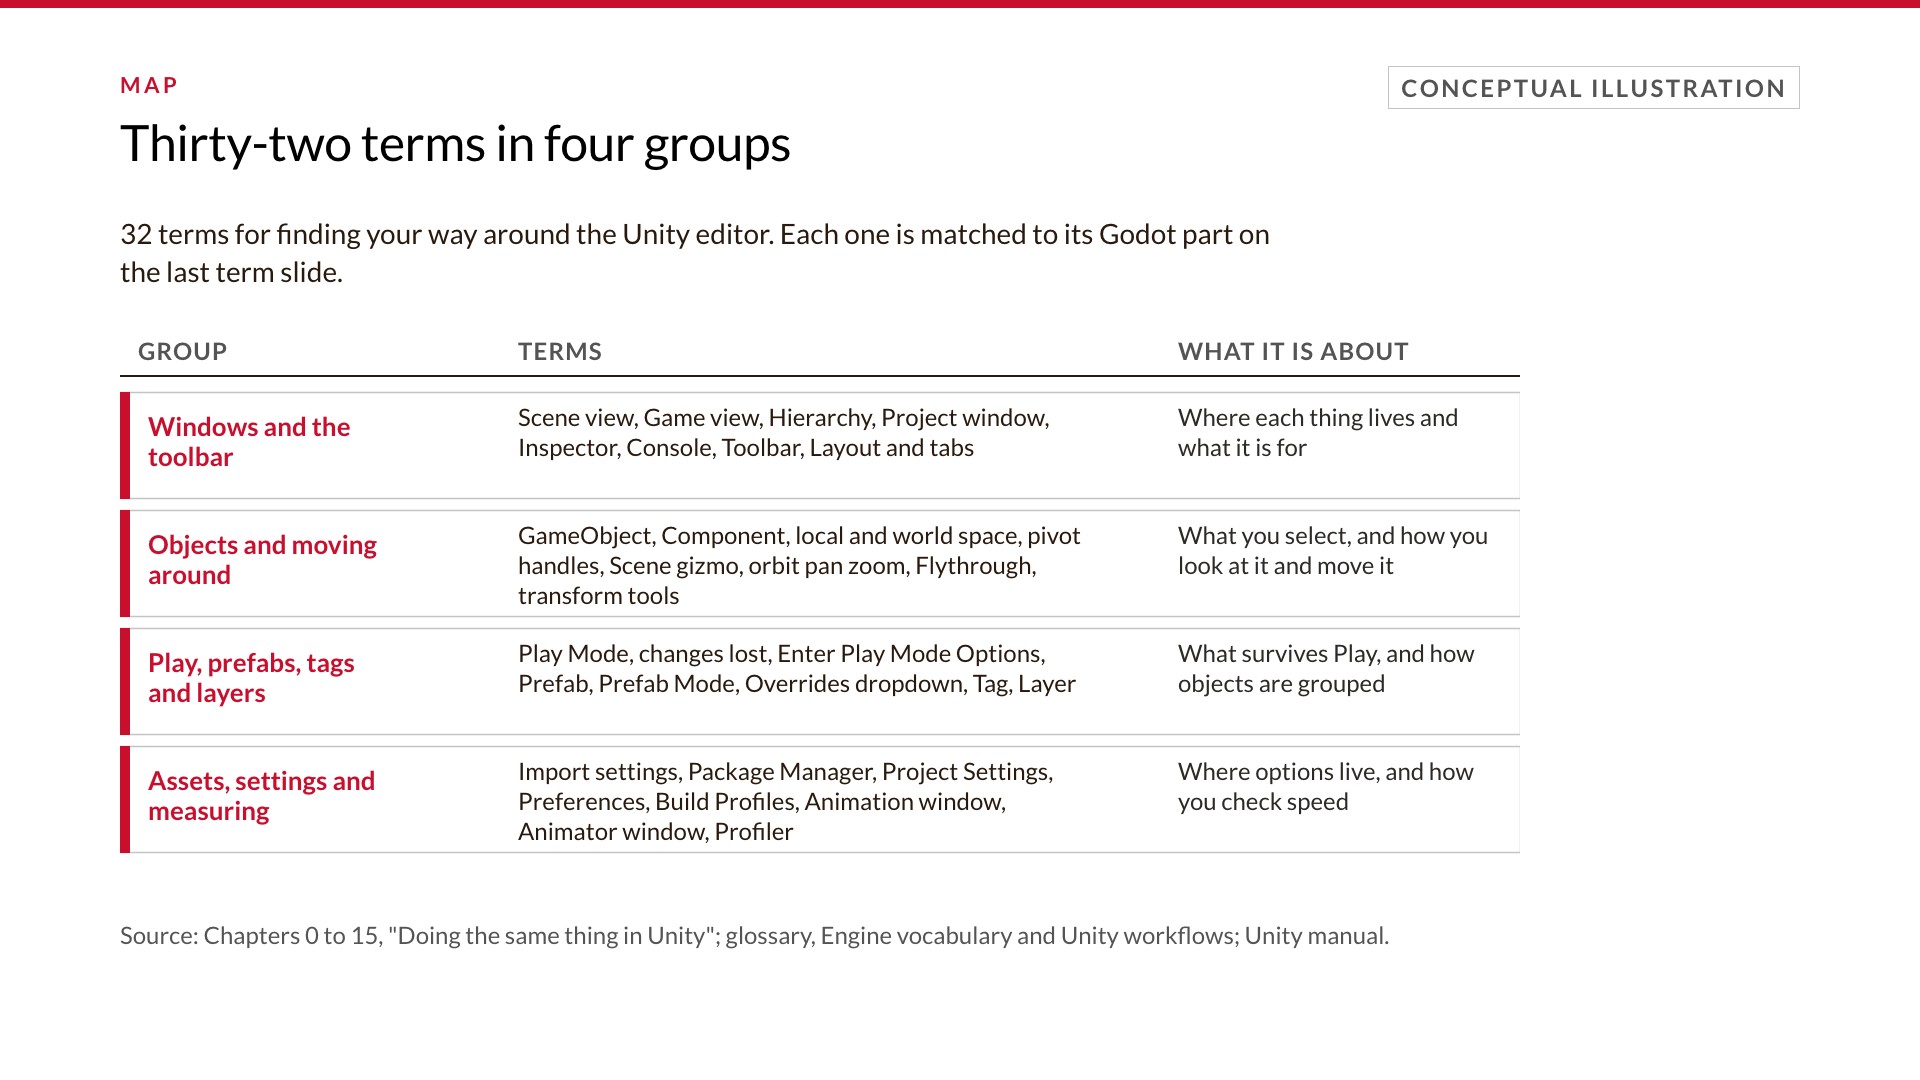 MAP
CONCEPTUAL ILLUSTRATION
Thirty-two terms in four groups
32 terms for finding your way around the Unity editor. Each one is matched to its Godot part on
the last term slide.
GROUP
TERMS
WHAT IT IS ABOUT
Windows and the
toolbar
Scene view, Game view, Hierarchy, Project window,
Inspector, Console, Toolbar, Layout and tabs
Where each thing lives and
what it is for
Objects and moving
around
GameObject, Component, local and world space, pivot
handles, Scene gizmo, orbit pan zoom, Flythrough,
transform tools
What you select, and how you
look at it and move it
Play, prefabs, tags
and layers
Play Mode, changes lost, Enter Play Mode Options,
Prefab, Prefab Mode, Overrides dropdown, Tag, Layer
What survives Play, and how
objects are grouped
Assets, settings and
measuring
Import settings, Package Manager, Project Settings,
Preferences, Build Profiles, Animation window,
Animator window, Profiler
Where options live, and how
you check speed
Source: Chapters 0 to 15, "Doing the same thing in Unity"; glossary, Engine vocabulary and Unity workflows; Unity manual.